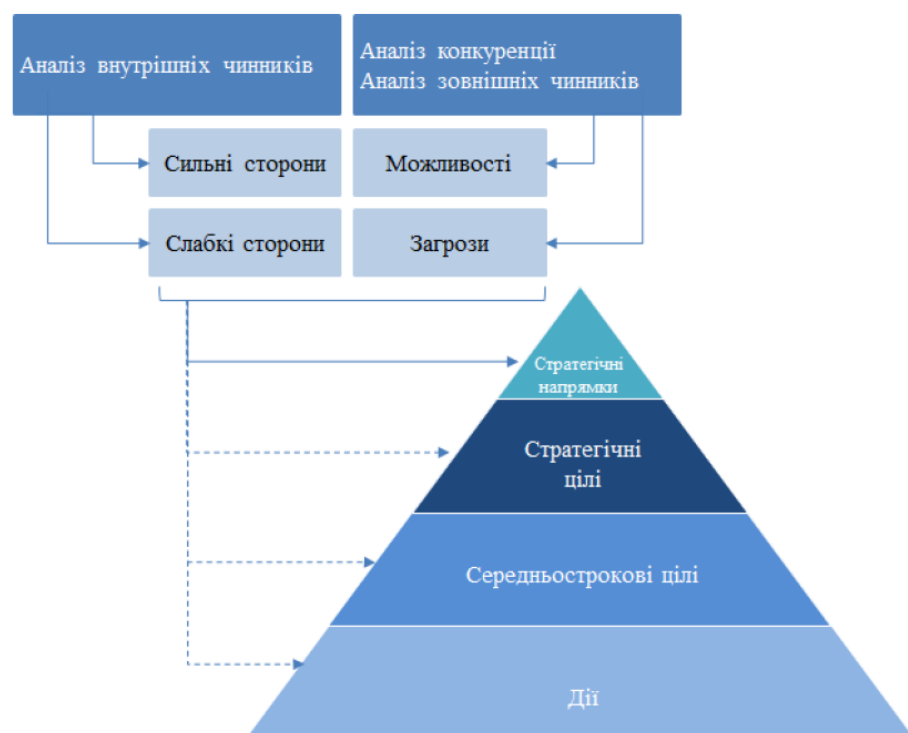 Аналіз внутрішніх чинників
Аналіз конкуренції
Аналіз зовнішніх чинників
Сильні сторони
Можливості
Слабкі сторони
Загрози
Стратегічні
напрямки
Стратегічні
цілі
Середньострокові цілі
Дії